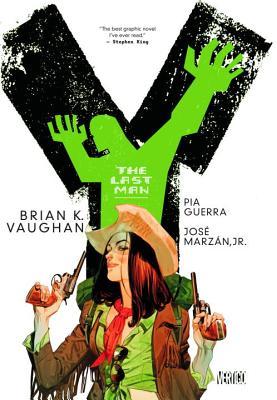 "The best graphic novel
I've ever read."
— Stephen King
Y
THE
LAST
MAN
BRIAN K.
VAUGHAN
PIA
GUERRA
JOSÉ
MARZÁN, JR.
VERTIGO